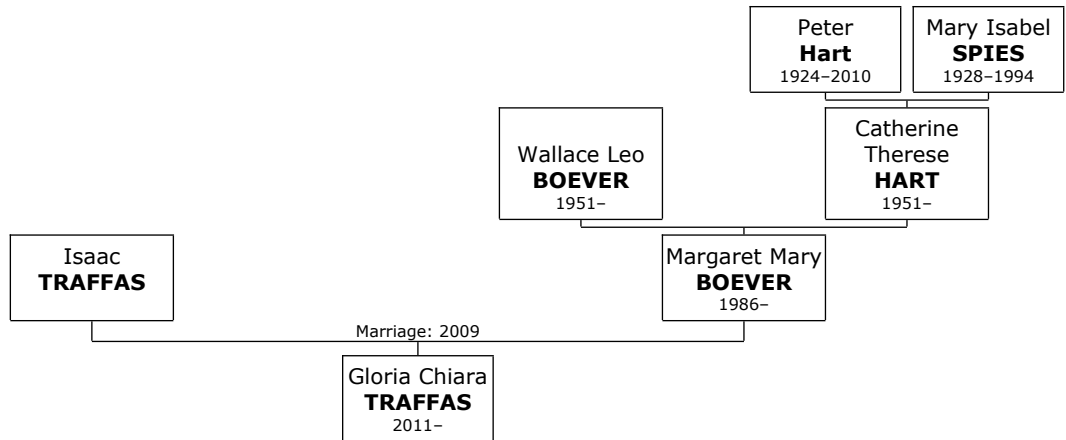 Peter
Hart
1924–2010
Mary Isabel
SPIES
1928–1994
Wallace Leo
BOEVER
1951–
Catherine
Therese
HART
1951–
Isaac
TRAFFAS
Margaret Mary
BOEVER
1986–
Marriage: 2009
Gloria Chiara
TRAFFAS
2011–